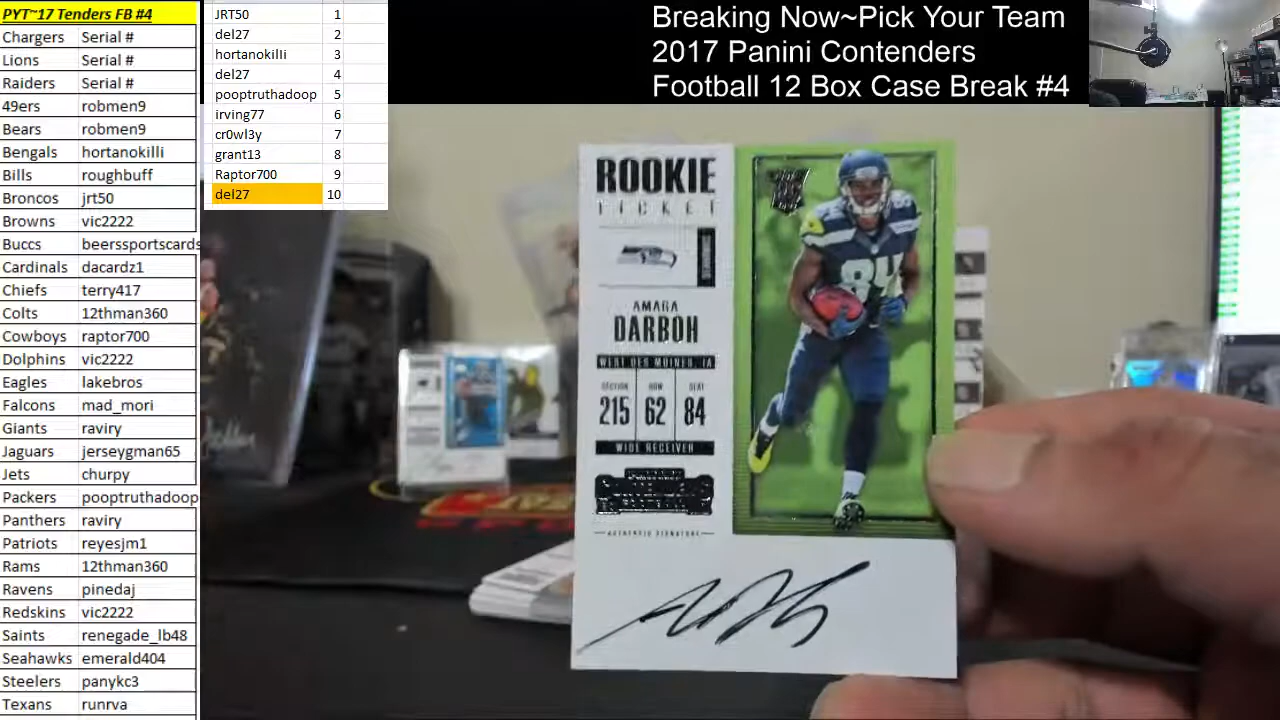 PYT~17 Tenders FB #4
Chargers Serial #
Lions Serial #
Raiders Serial #
49ers robmen9
Bears robmen9
Bengals hortanokilli
Bills roughbuff
Broncos jrt50
Browns vic2222
Buccs beerssportscards
Cardinals dacardz1
Chiefs terry417
Colts 12thman360
Cowboys raptor700
Dolphins vic2222
Eagles lakebros
Falcons mad_mori
Giants raviry
Jaguars jerseygman65
Jets churpy
Packers pooptruthadoop
Panthers raviry
Patriots reyesjm1
Rams 12thman360
Ravens pinedaj
Redskins vic2222
Saints renegade_lb48
Seahawks emerald404
Steelers panykc3
Texans runrva
JRT50 1
del27 2
hortanokilli 3
del27 4
pooptruthadoop 5
irving77 6
cr0wl3y 7
grant13 8
Raptor700 9
del27 10
Breaking Now~Pick Your Team
2017 Panini Contenders
Football 12 Box Case Break #4
ROOKIE
TICKET
AMARA
DARBOH
WEST DES MOINES, IA
SECTION ROW SEAT
215 62 84
WIDE RECEIVER
AUTHENTIC SIGNATURE
84